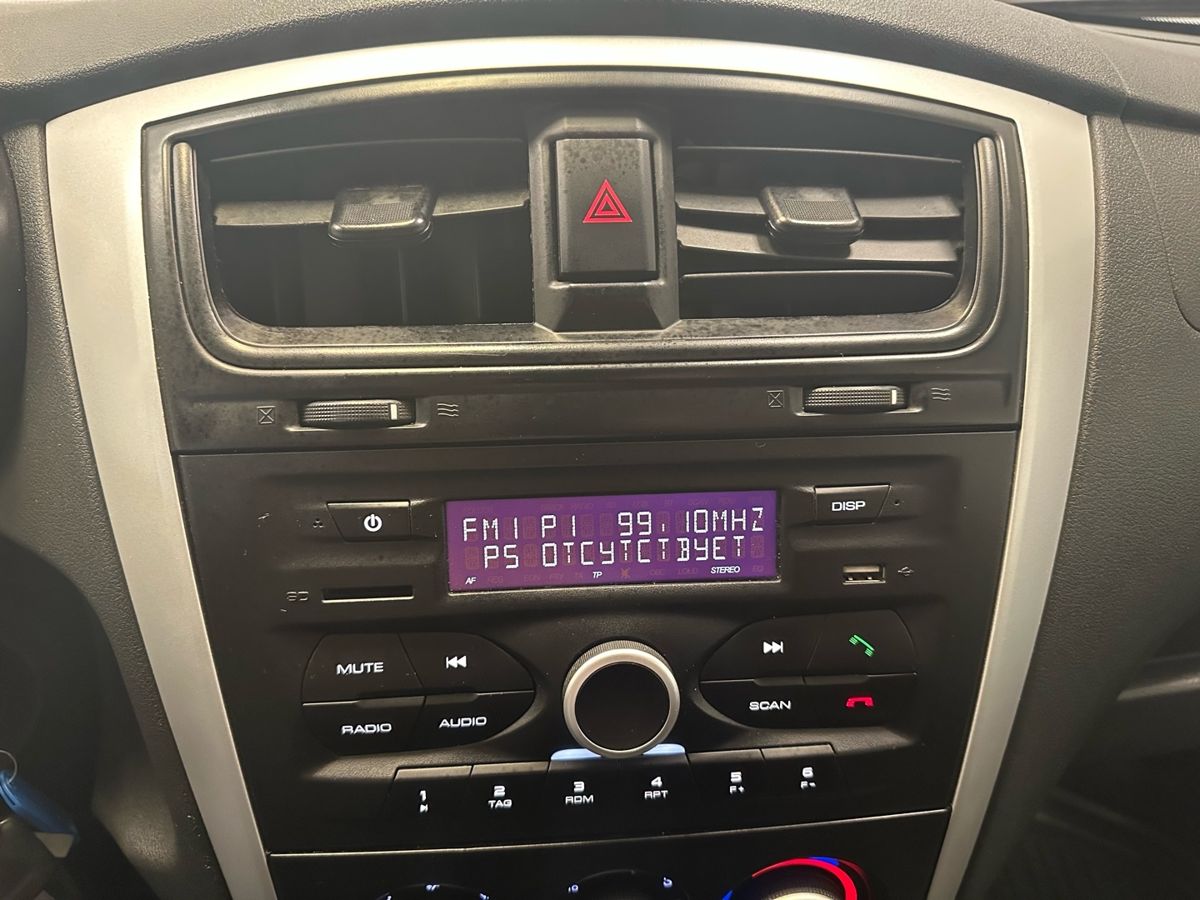 FM1 P1 99.10MHZ
PS ОТСУТСТВУЕТ
AF TP STEREO
DISP
SD
MUTE
RADIO
AUDIO
SCAN
1
2
TAG
3
RDM
4
RPT
5
F+
6
F-